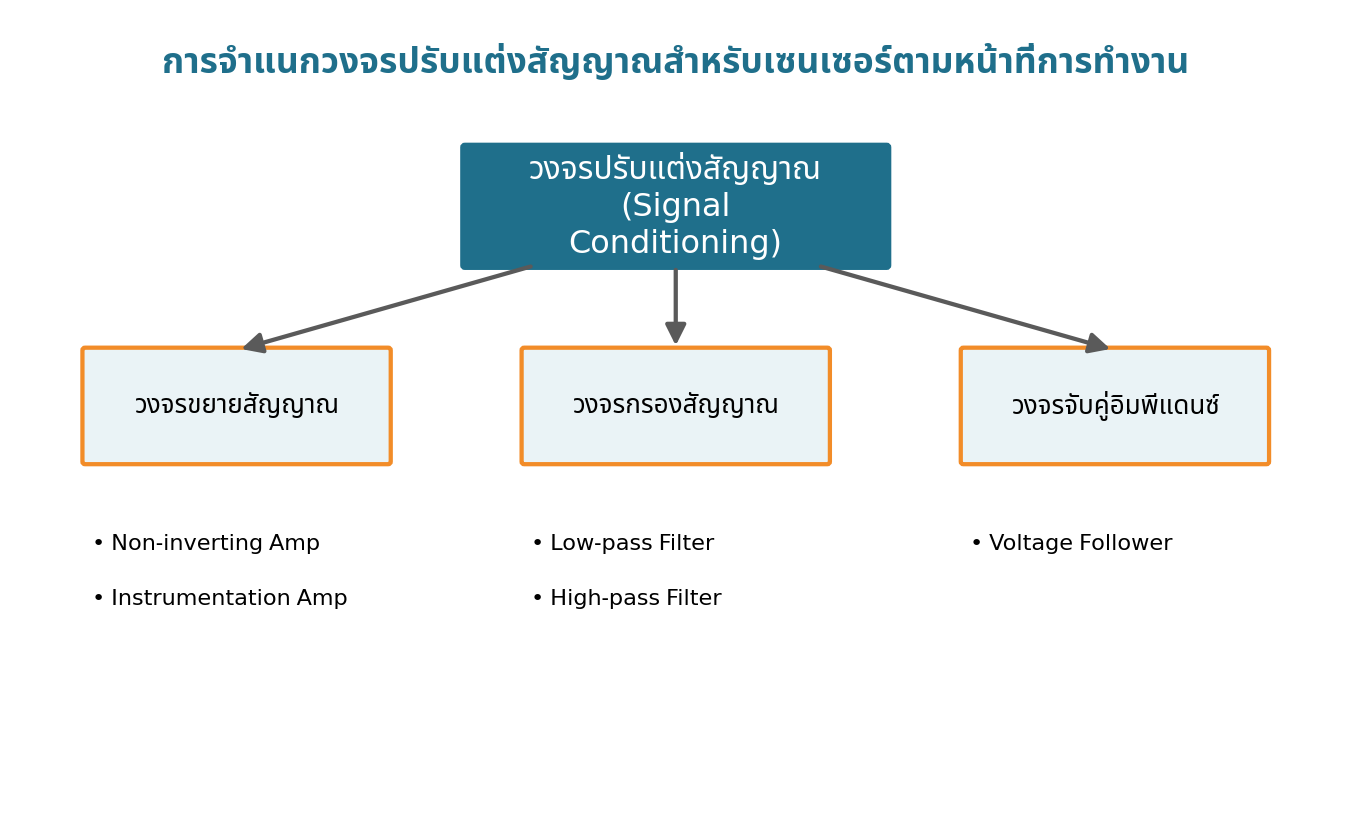 การจำแนกวงจรปรับแต่งสัญญาณสำหรับเซนเซอร์ตามหน้าที่การทำงาน
วงจรปรับแต่งสัญญาณ
(Signal
Conditioning)
วงจรขยายสัญญาณ
วงจรกรองสัญญาณ
วงจรจับคู่อิมพีแดนซ์
• Non-inverting Amp
• Instrumentation Amp
• Low-pass Filter
• High-pass Filter
• Voltage Follower